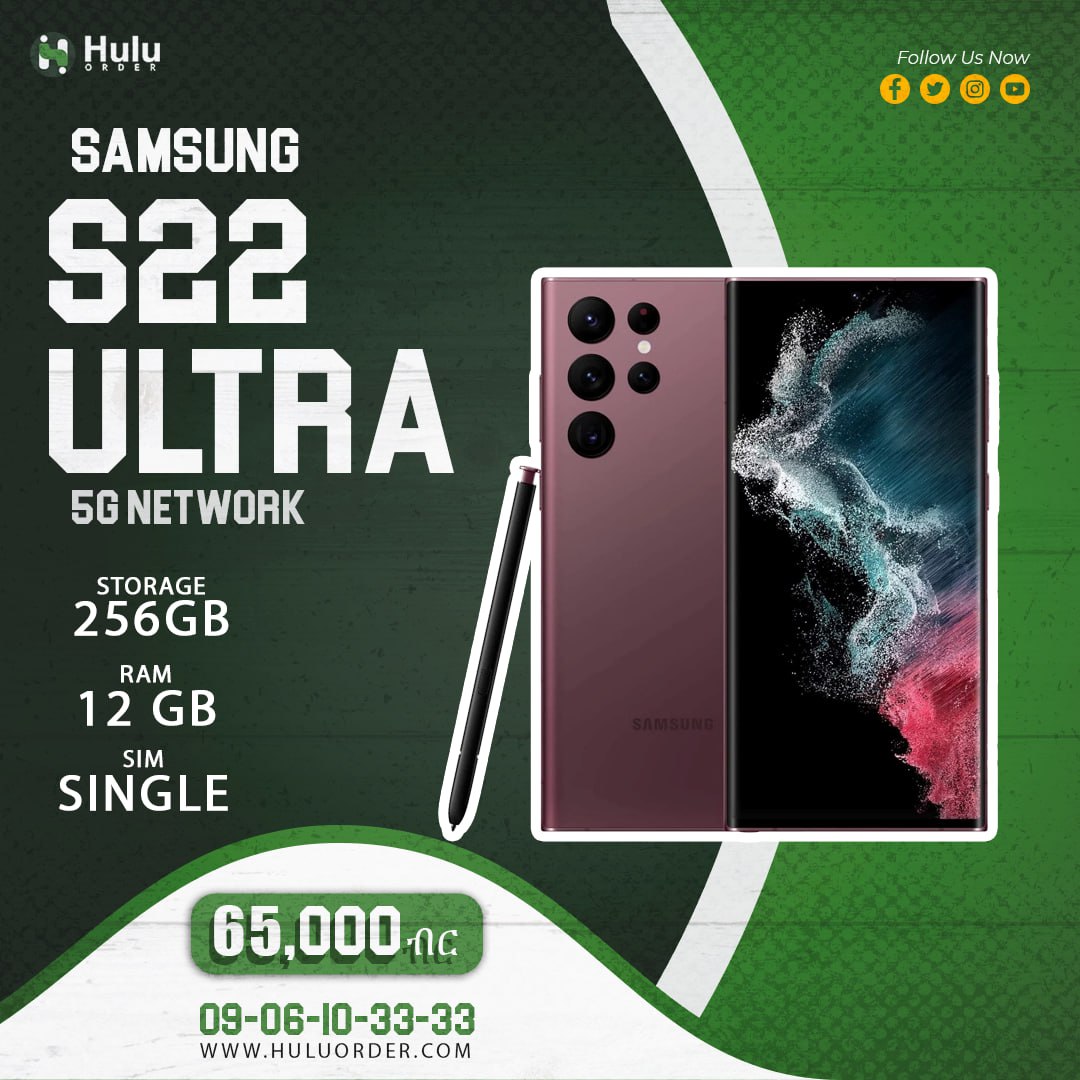 Hulu
ORDER
Follow Us Now
SAMSUNG
S22
ULTRA
5G NETWORK
STORAGE
256GB
RAM
12 GB
SIM
SINGLE
SAMSUNG
65,000 ብር
09-06-10-33-33
WWW.HULUORDER.COM